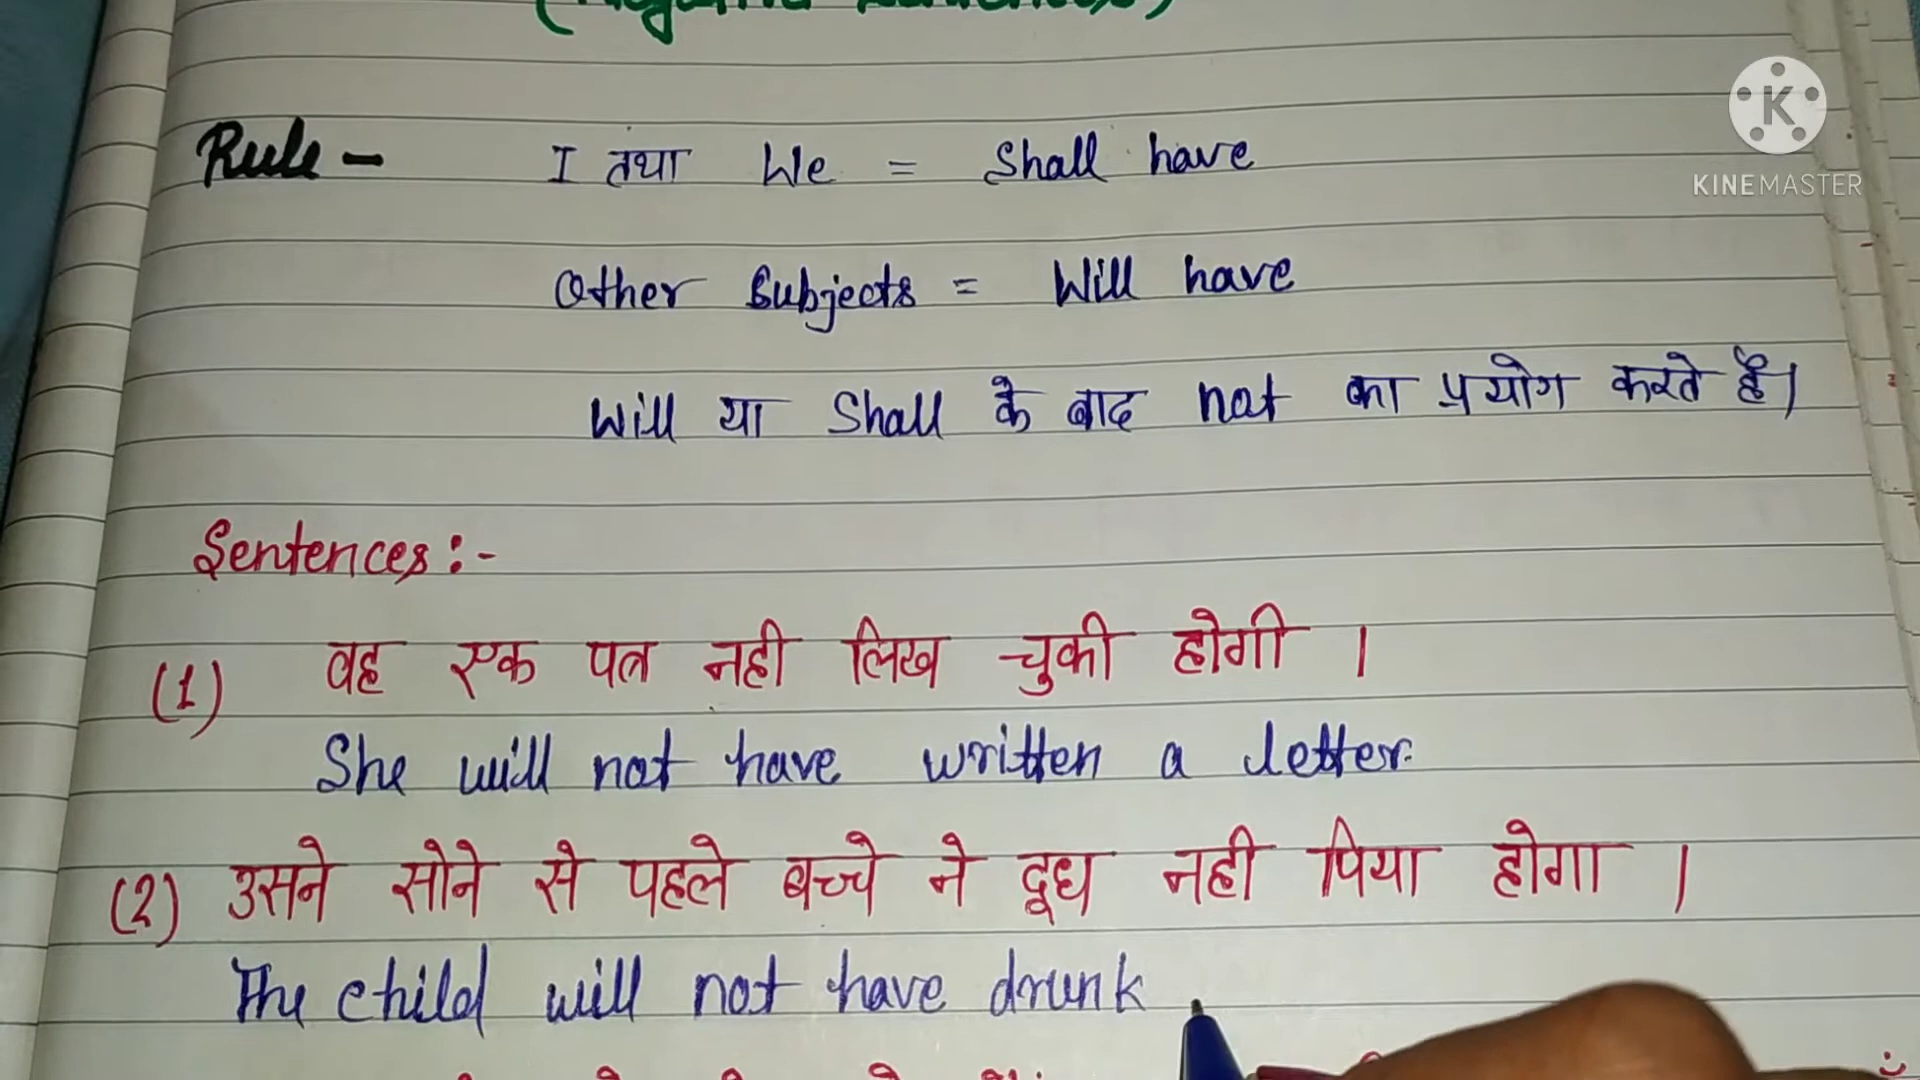 (Negative Sentences)
KINEMASTER
Rule - I तथा We = Shall have
Other Subjects = Will have
Will या Shall के बाद not का प्रयोग करते है।
Sentences:-
(1) वह एक पत्र नही लिख चुकी होगी ।
She will not have written a letter.
(2) उसने सोने से पहले बच्चे ने दूध नही पिया होगा ।
The child will not have drunk